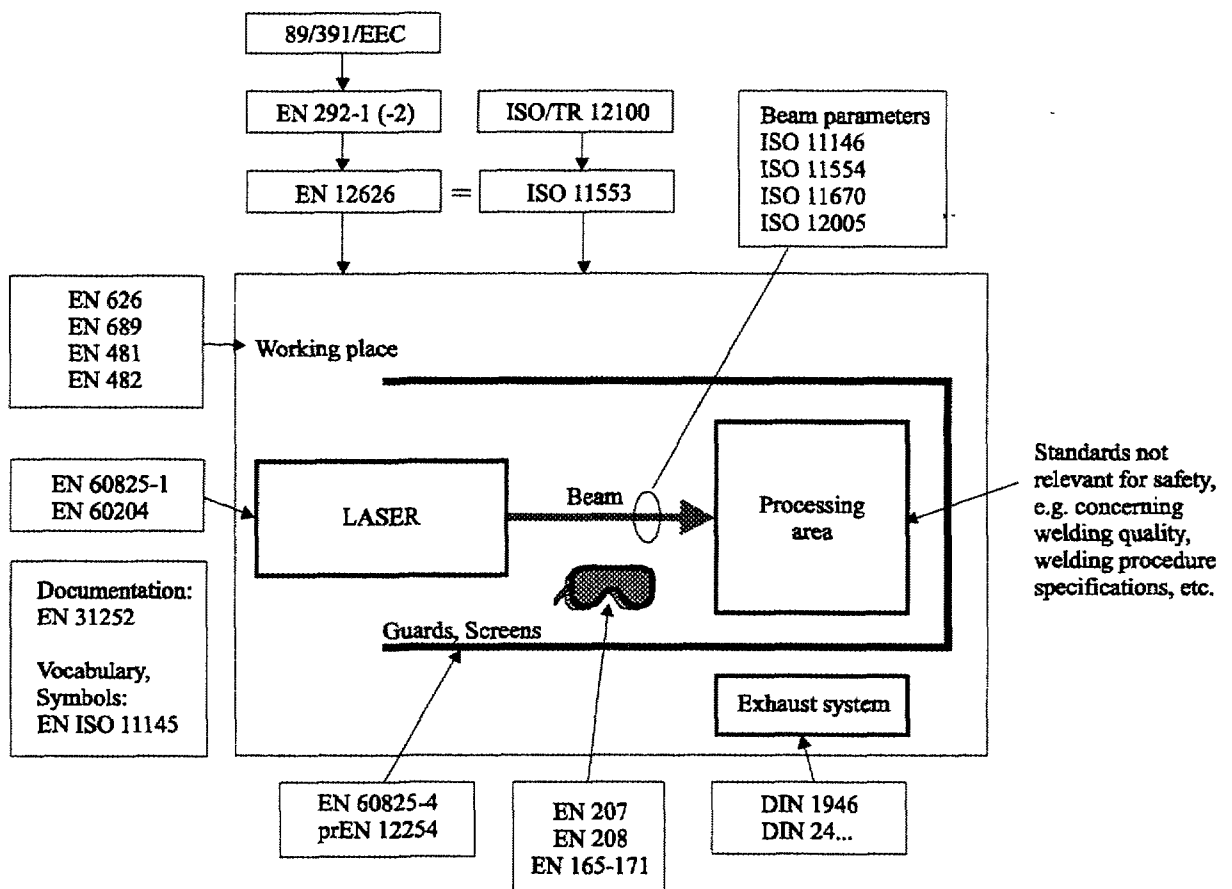 89/391/EEC
EN 292-1 (-2)
ISO/TR 12100
EN 12626
=
ISO 11553
Beam parameters
ISO 11146
ISO 11554
ISO 11670
ISO 12005
EN 626
EN 689
EN 481
EN 482
Working place
EN 60825-1
EN 60204
LASER
Beam
Processing
area
Standards not
relevant for safety,
e.g. concerning
welding quality,
welding procedure
specifications, etc.
Documentation:
EN 31252
Vocabulary,
Symbols:
EN ISO 11145
Guards, Screens
Exhaust system
EN 60825-4
prEN 12254
EN 207
EN 208
EN 165-171
DIN 1946
DIN 24...